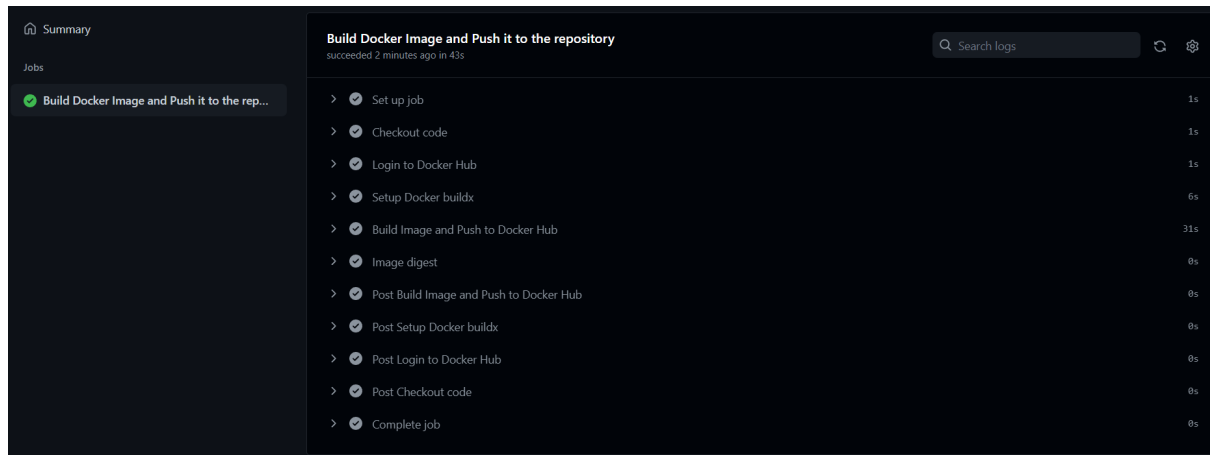 Summary
Jobs
Build Docker Image and Push it to the rep...
Build Docker Image and Push it to the repository
succeeded 2 minutes ago in 43s
Search logs
Set up job 1s
Checkout code 1s
Login to Docker Hub 1s
Setup Docker buildx 6s
Build Image and Push to Docker Hub 31s
Image digest 0s
Post Build Image and Push to Docker Hub 0s
Post Setup Docker buildx 0s
Post Login to Docker Hub 0s
Post Checkout code 0s
Complete job 0s